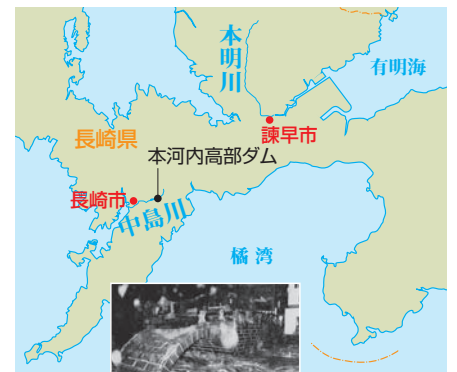 本明川
有明海
諫早市
長崎県
本河内高部ダム
長崎市
中島川
橘湾